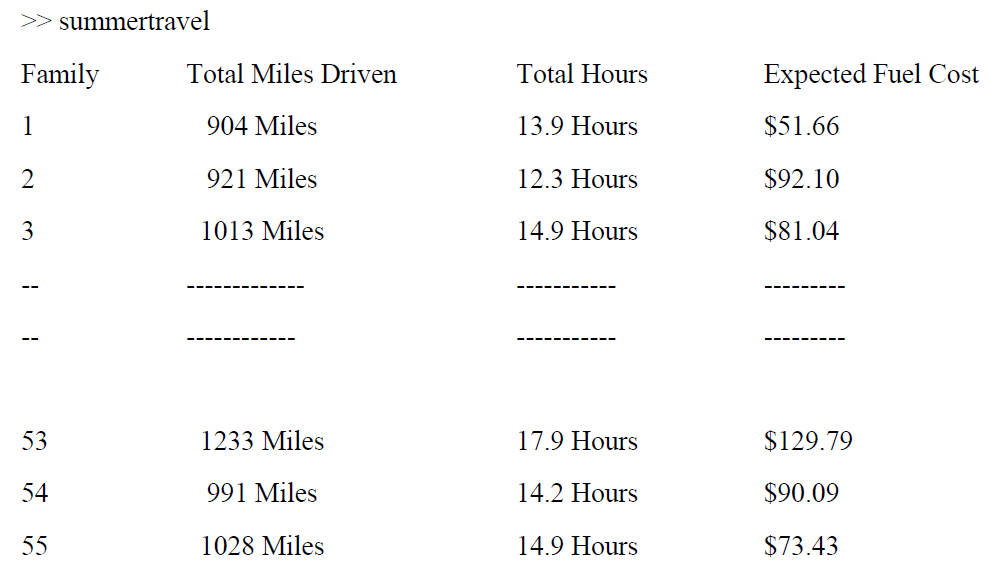 >> summertravel
Family Total Miles Driven Total Hours Expected Fuel Cost
1 904 Miles 13.9 Hours $51.66
2 921 Miles 12.3 Hours $92.10
3 1013 Miles 14.9 Hours $81.04
-- ------------- ----------- ---------
-- ------------ ----------- ---------
53 1233 Miles 17.9 Hours $129.79
54 991 Miles 14.2 Hours $90.09
55 1028 Miles 14.9 Hours $73.43